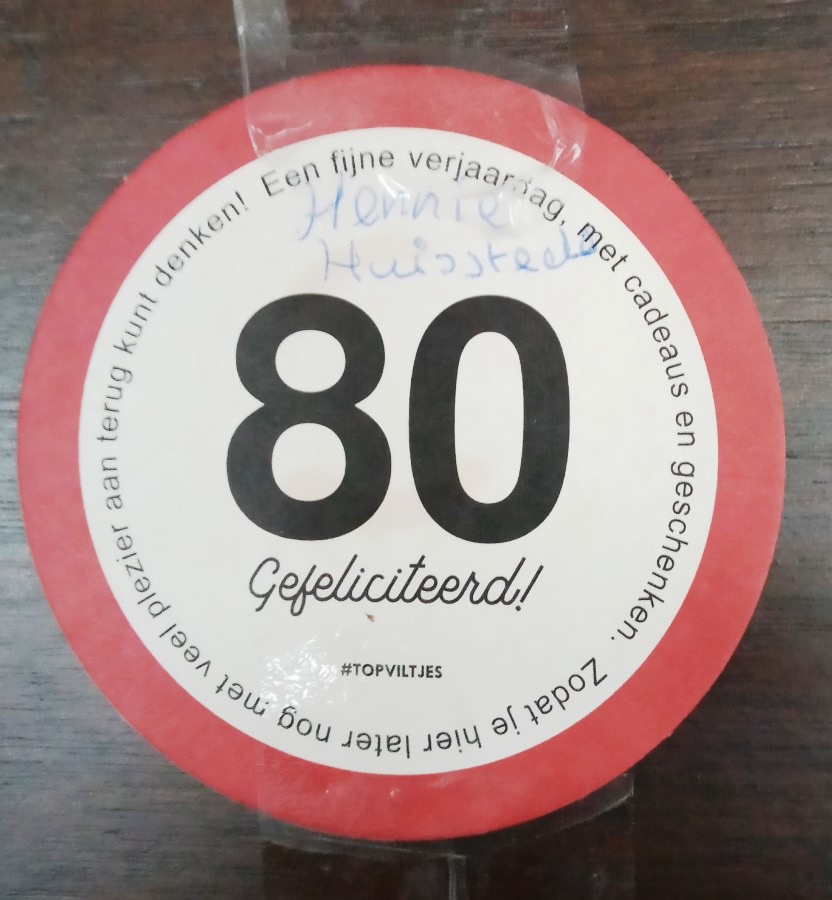 Een fijne verjaardag, met cadeaus en geschenken. Zodat je hier later nog met veel plezier aan terug kunt denken!
Hennie
Huisstede
80
Gefeliciteerd!
#TOPVILTJES